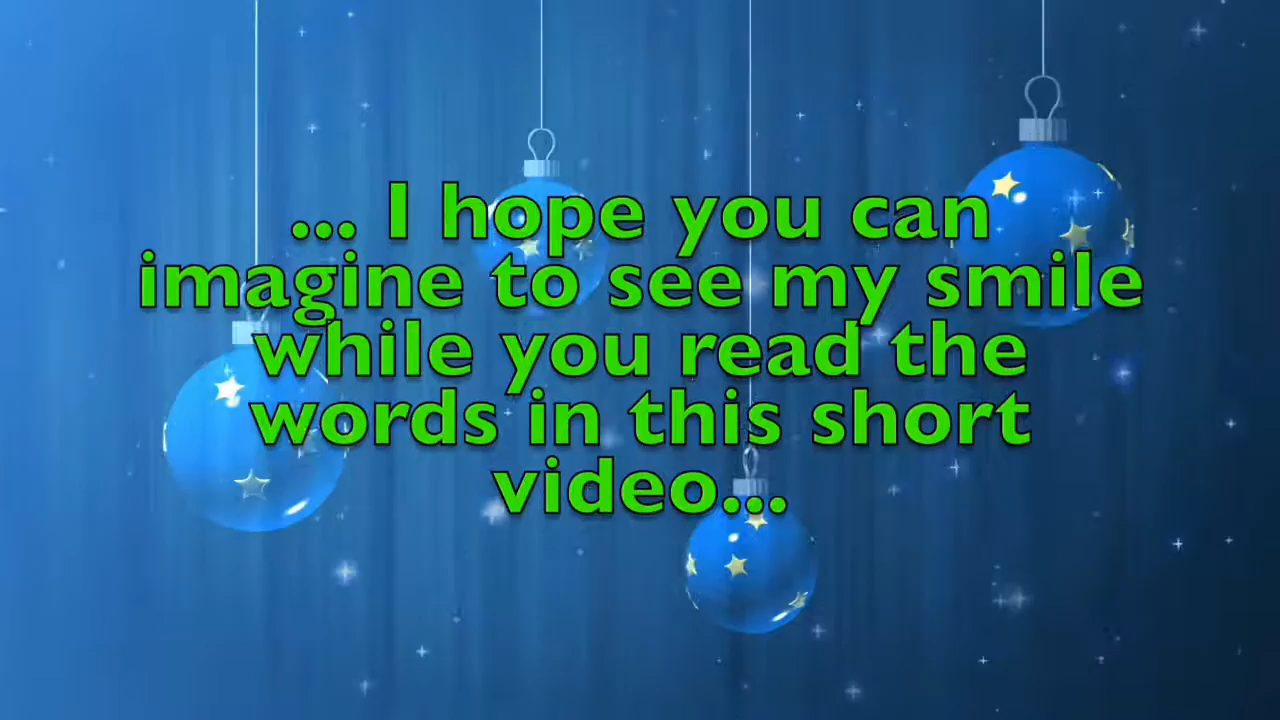 ... I hope you can
imagine to see my smile
while you read the
words in this short
video...